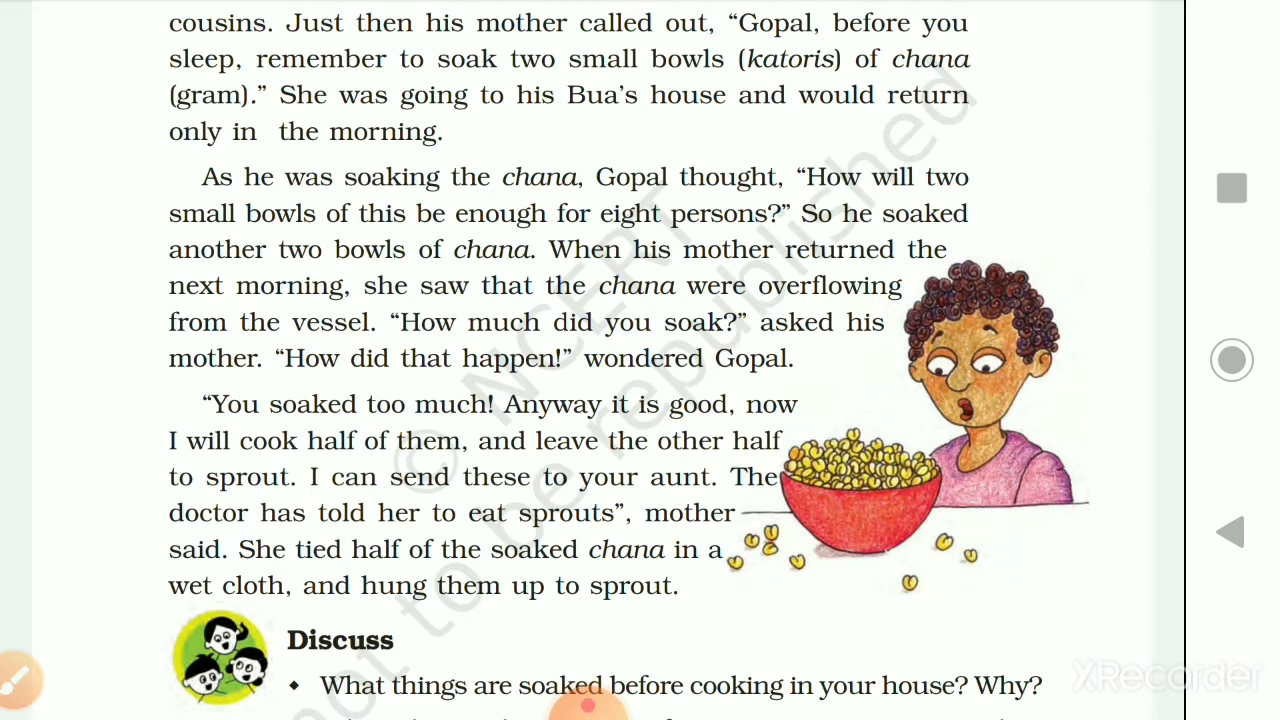 cousins. Just then his mother called out, “Gopal, before you
sleep, remember to soak two small bowls (katoris) of chana
(gram).” She was going to his Bua’s house and would return
only in the morning.
As he was soaking the chana, Gopal thought, “How will two
small bowls of this be enough for eight persons?” So he soaked
another two bowls of chana. When his mother returned the
next morning, she saw that the chana were overflowing
from the vessel. “How much did you soak?” asked his
mother. “How did that happen!” wondered Gopal.
“You soaked too much! Anyway it is good, now
I will cook half of them, and leave the other half
to sprout. I can send these to your aunt. The
doctor has told her to eat sprouts”, mother
said. She tied half of the soaked chana in a
wet cloth, and hung them up to sprout.
Discuss
• What things are soaked before cooking in your house? Why?
© NCERT
not to be republished
XRecorder